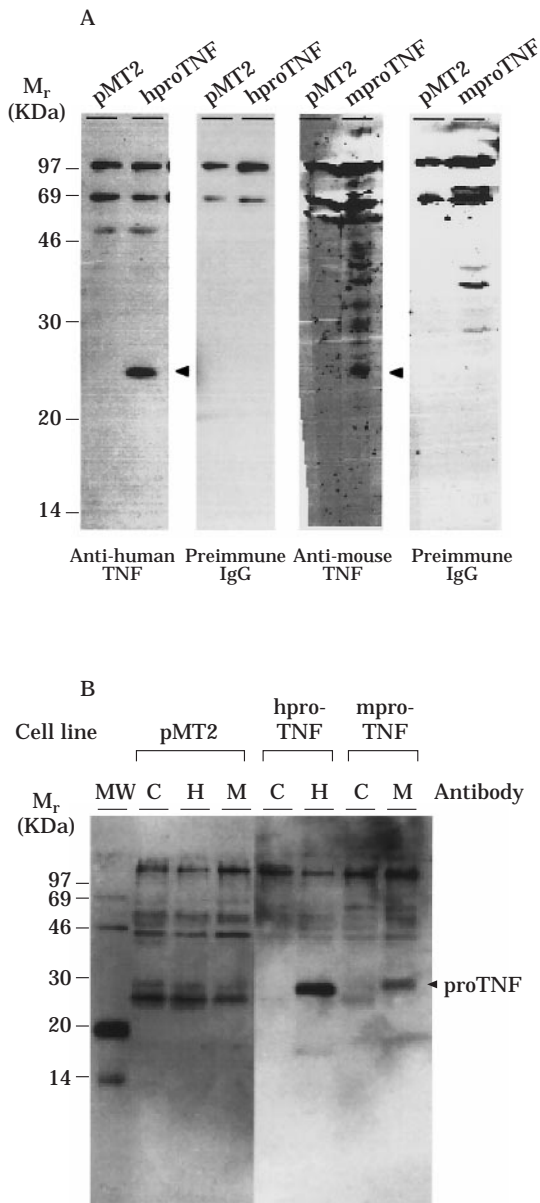 A
pMT2 hproTNF pMT2 hproTNF pMT2 mproTNF pMT2 mproTNF
Mr
(KDa)
97
69
46
30
20
14
Anti-human Preimmune Anti-mouse Preimmune
TNF IgG TNF IgG
B
hpro- mpro-
Cell line pMT2 TNF TNF
MW C H M C H C M Antibody
Mr
(KDa)
97
69
46
30
proTNF
20
14